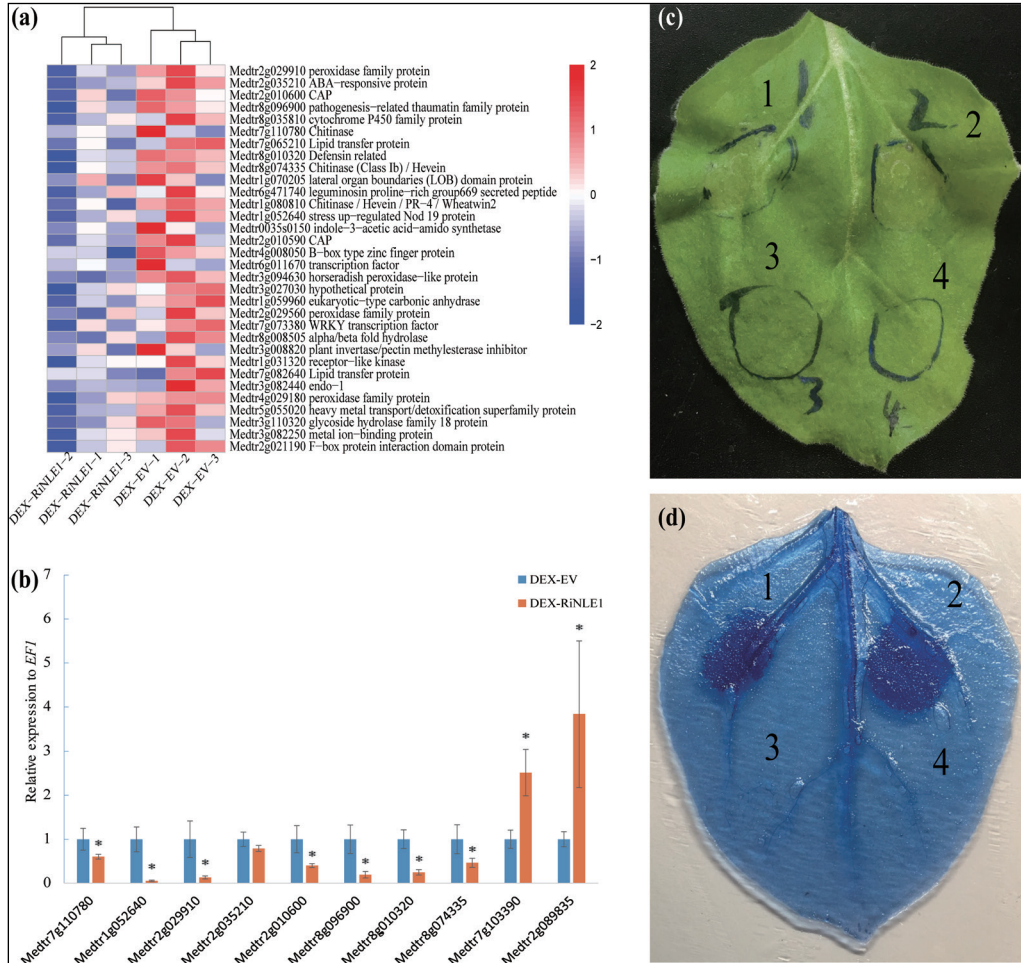 (a)
2
1
0
−1
−2
Medtr2g029910 peroxidase family protein
Medtr2g035210 ABA−responsive protein
Medtr2g010600 CAP
Medtr8g096900 pathogenesis−related thaumatin family protein
Medtr8g035810 cytochrome P450 family protein
Medtr7g110780 Chitinase
Medtr7g065210 Lipid transfer protein
Medtr8g010320 Defensin related
Medtr8g074335 Chitinase (Class Ib) / Hevein
Medtr1g070205 lateral organ boundaries (LOB) domain protein
Medtr6g471740 leguminosin proline−rich group669 secreted peptide
Medtr1g080810 Chitinase / Hevein / PR−4 / Wheatwin2
Medtr1g052640 stress up−regulated Nod 19 protein
Medtr0035s0150 indole−3−acetic acid−amido synthetase
Medtr2g010590 CAP
Medtr4g008050 B−box type zinc finger protein
Medtr6g011670 transcription factor
Medtr3g094630 horseradish peroxidase−like protein
Medtr3g027030 hypothetical protein
Medtr1g059960 eukaryotic−type carbonic anhydrase
Medtr2g029560 peroxidase family protein
Medtr7g073380 WRKY transcription factor
Medtr8g008505 alpha/beta fold hydrolase
Medtr3g008820 plant invertase/pectin methylesterase inhibitor
Medtr1g031320 receptor−like kinase
Medtr7g082640 Lipid transfer protein
Medtr3g082440 endo−1
Medtr4g029180 peroxidase family protein
Medtr5g055020 heavy metal transport/detoxification superfamily protein
Medtr3g110320 glycoside hydrolase family 18 protein
Medtr3g082250 metal ion−binding protein
Medtr2g021190 F−box protein interaction domain protein
DEX−RiNLE1−2
DEX−RiNLE1−1
DEX−RiNLE1−3
DEX−EV−1
DEX−EV−2
DEX−EV−3
(b)
Relative expression to EF1
7
6
5
4
3
2
1
0
DEX-EV
DEX-RiNLE1
* * * * * * * * *
Medtr7g110780
Medtr1g052640
Medtr2g029910
Medtr2g035210
Medtr2g010600
Medtr8g096900
Medtr8g010320
Medtr8g074335
Medtr7g103390
Medtr2g089835
(c)
1
1
2
2
3
4
3
4
(d)
1
2
3
4